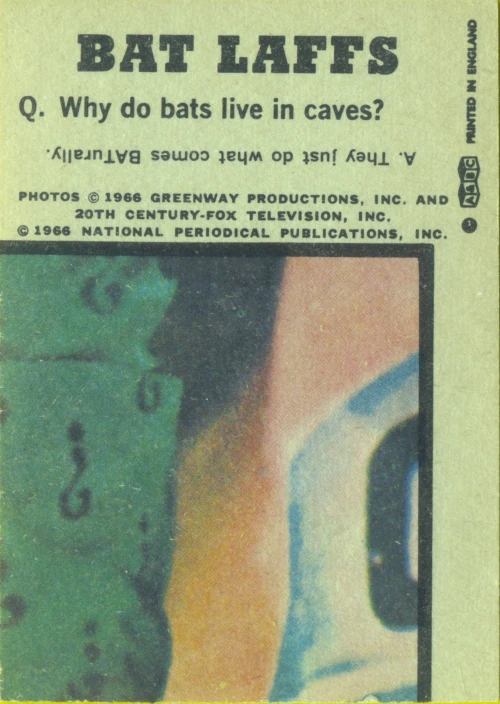 BAT LAFFS
Q. Why do bats live in caves?
A. They just do what comes BATurally.
PHOTOS © 1966 GREENWAY PRODUCTIONS, INC. AND
20TH CENTURY-FOX TELEVISION, INC.
© 1966 NATIONAL PERIODICAL PUBLICATIONS, INC.
A&BC PRINTED IN ENGLAND